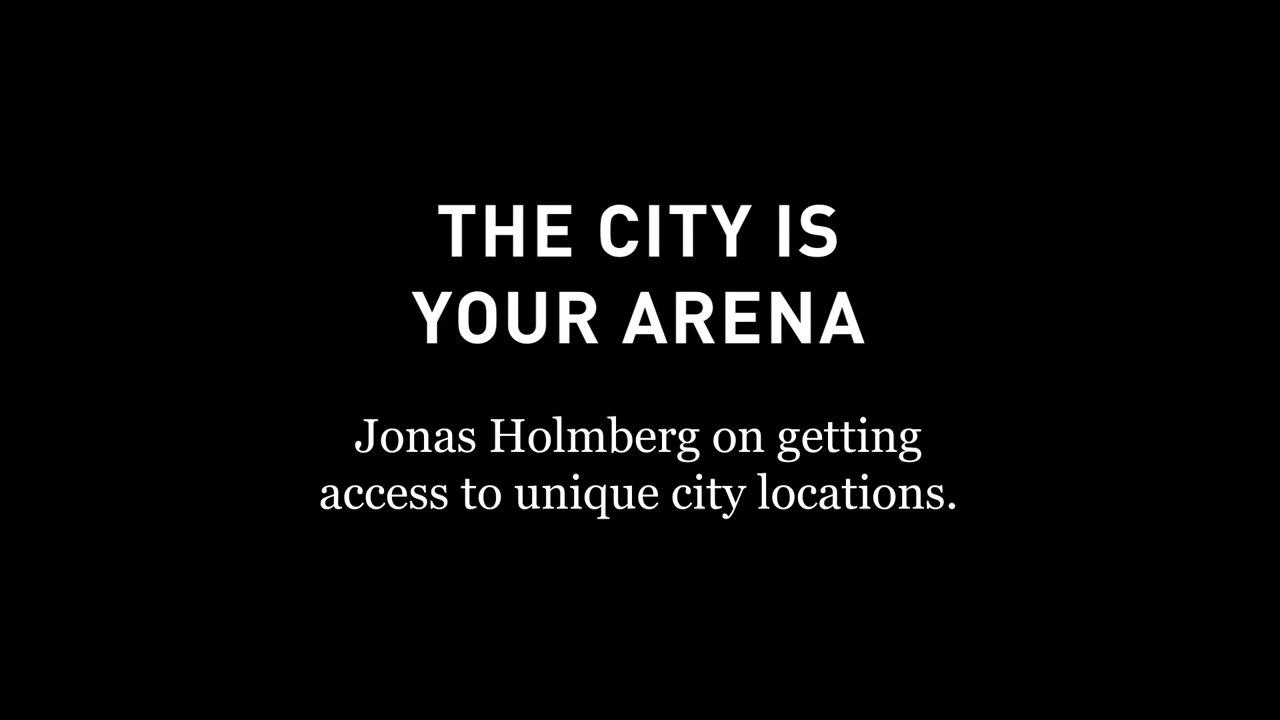 THE CITY IS
YOUR ARENA
Jonas Holmberg on getting
access to unique city locations.